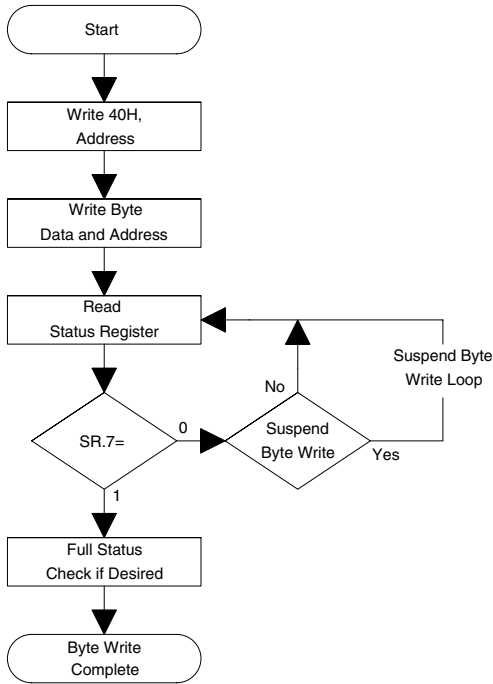 Start
Write 40H,
Address
Write Byte
Data and Address
Read
Status Register
Suspend Byte
Write Loop
No
SR.7=
0
Suspend
Byte Write
Yes
1
Full Status
Check if Desired
Byte Write
Complete